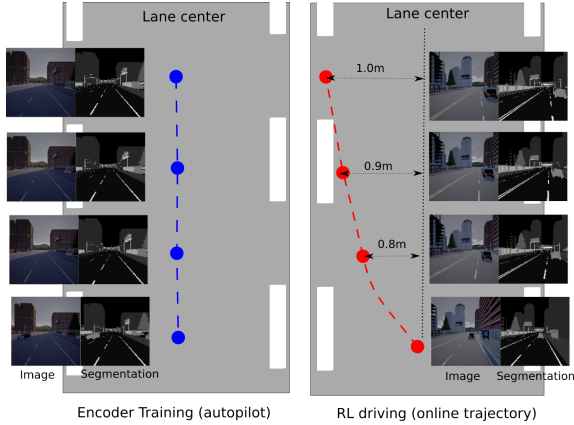 Lane center
Lane center
1.0m
0.9m
0.8m
Image
Segmentation
Image
Segmentation
Encoder Training (autopilot)
RL driving (online trajectory)